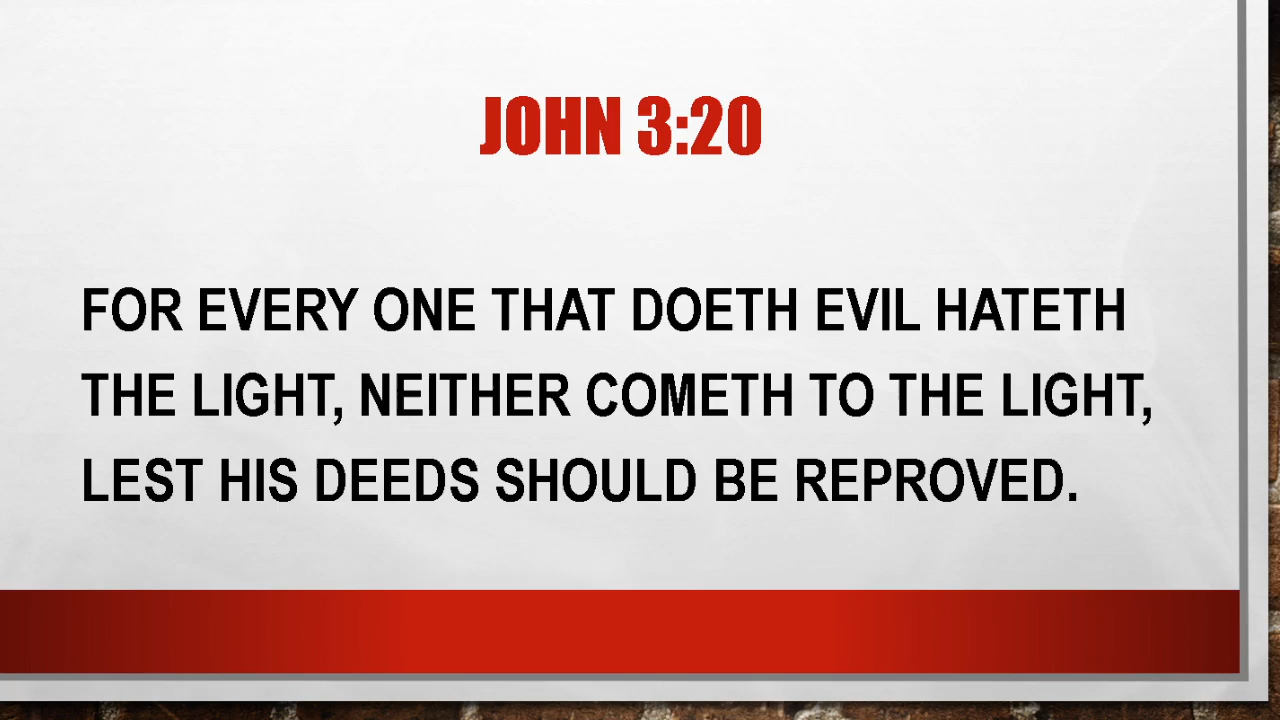 JOHN 3:20
FOR EVERY ONE THAT DOETH EVIL HATETH
THE LIGHT, NEITHER COMETH TO THE LIGHT,
LEST HIS DEEDS SHOULD BE REPROVED.